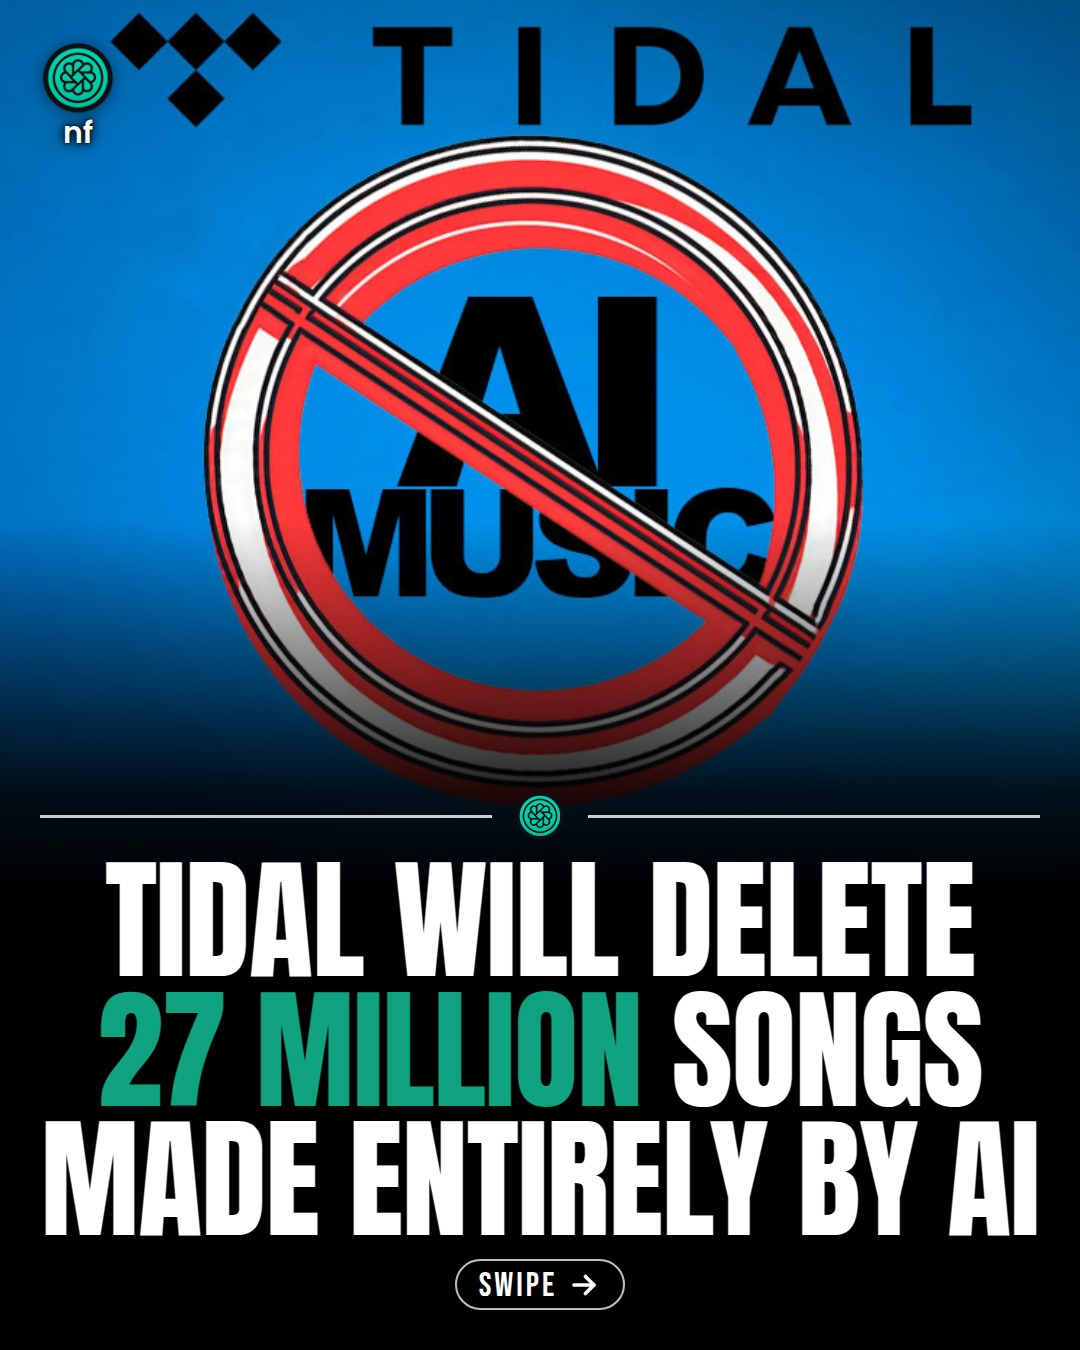 TIDAL
nf
AI
MUSIC
TIDAL WILL DELETE
27 MILLION SONGS
MADE ENTIRELY BY AI
SWIPE →